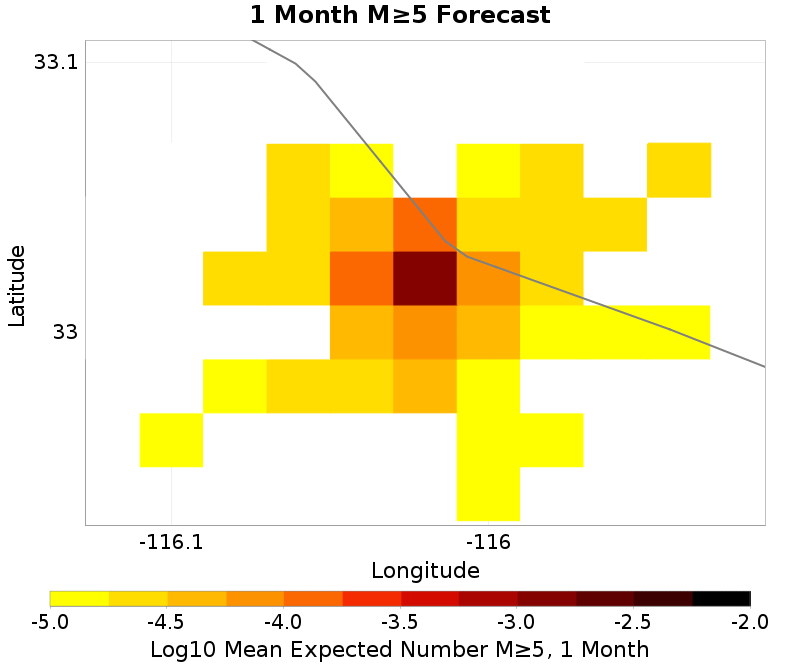 1 Month M≥5 Forecast
33.1
33
Latitude
-116.1 -116
Longitude
-5.0 -4.5 -4.0 -3.5 -3.0 -2.5 -2.0
Log10 Mean Expected Number M≥5, 1 Month